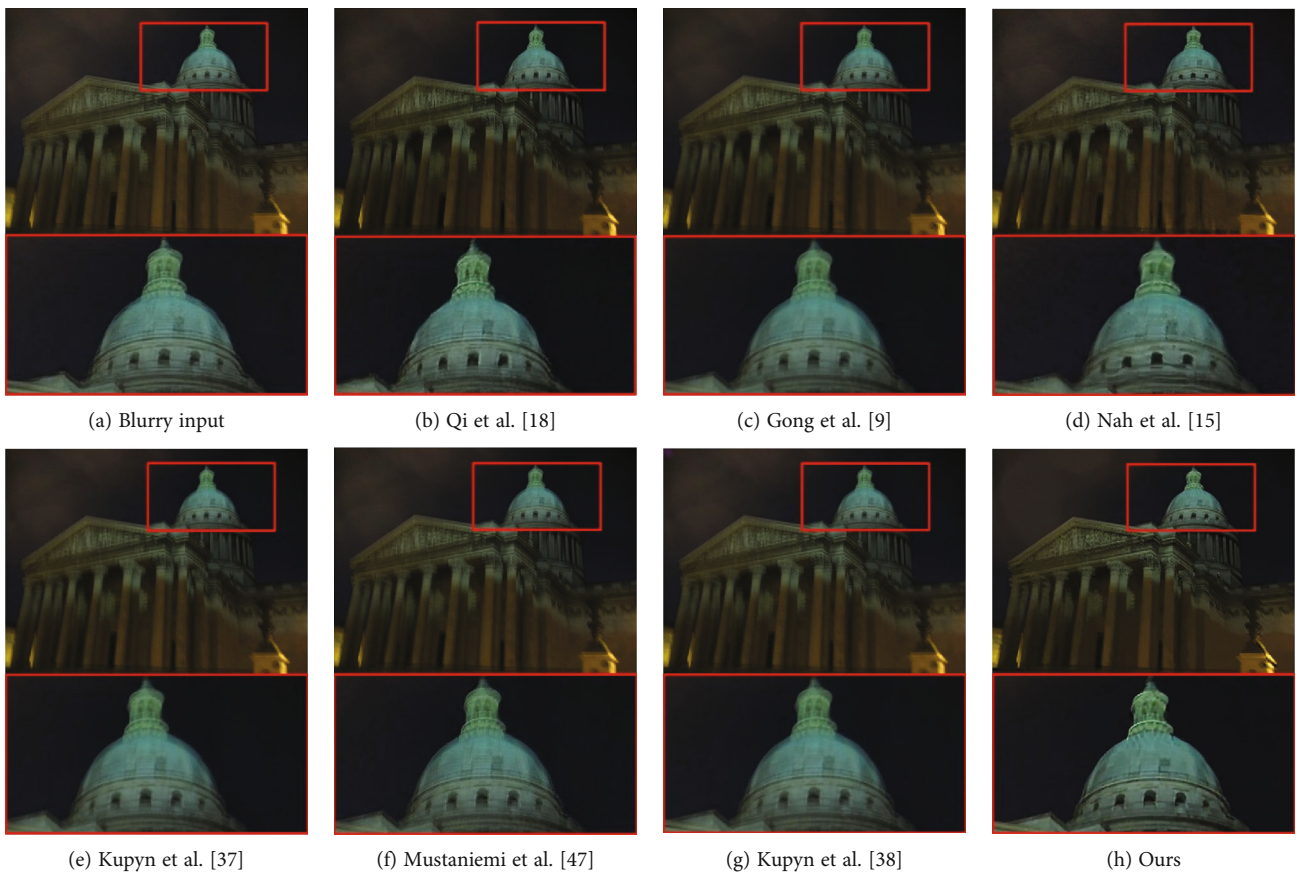 (a) Blurry input
(b) Qi et al. [18]
(c) Gong et al. [9]
(d) Nah et al. [15]
(e) Kupyn et al. [37]
(f) Mustaniemi et al. [47]
(g) Kupyn et al. [38]
(h) Ours